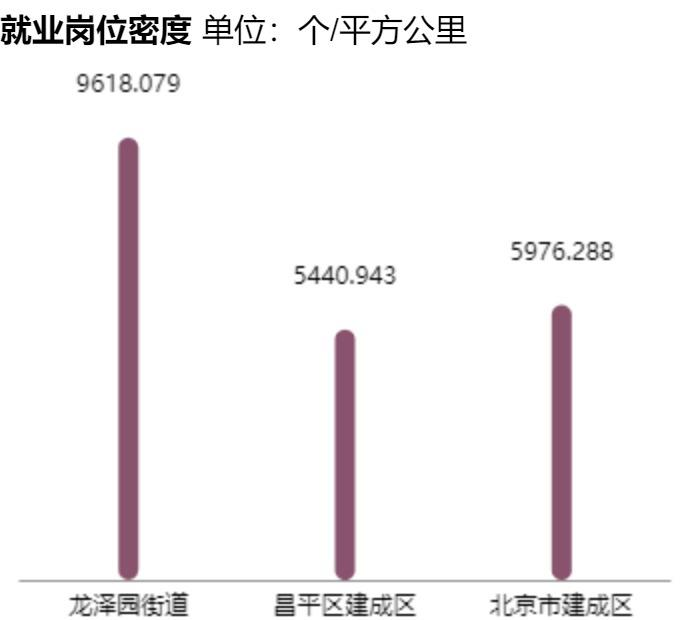 就业岗位密度 单位：个/平方公里
9618.079
5440.943
5976.288
龙泽园街道 昌平区建成区 北京市建成区